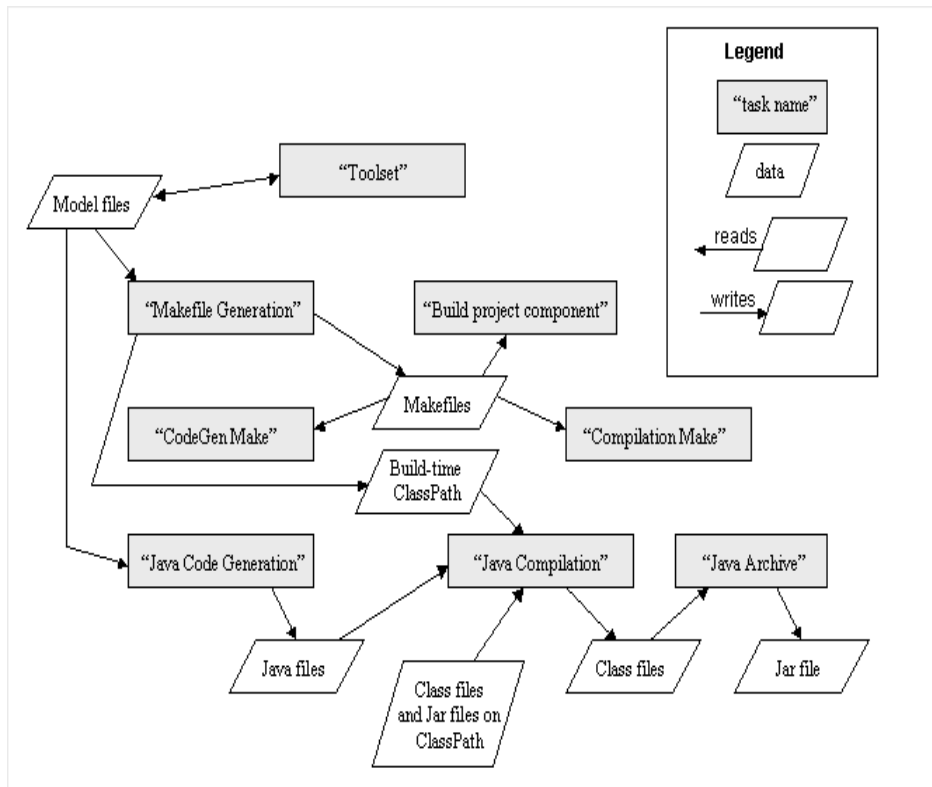 Legend
“task name”
data
reads
writes
“Toolset”
Model files
“Makefile Generation”
“Build project component”
Makefiles
“CodeGen Make”
“Compilation Make”
Build-time
ClassPath
“Java Code Generation”
“Java Compilation”
“Java Archive”
Java files
Class files
and Jar files on
ClassPath
Class files
Jar file